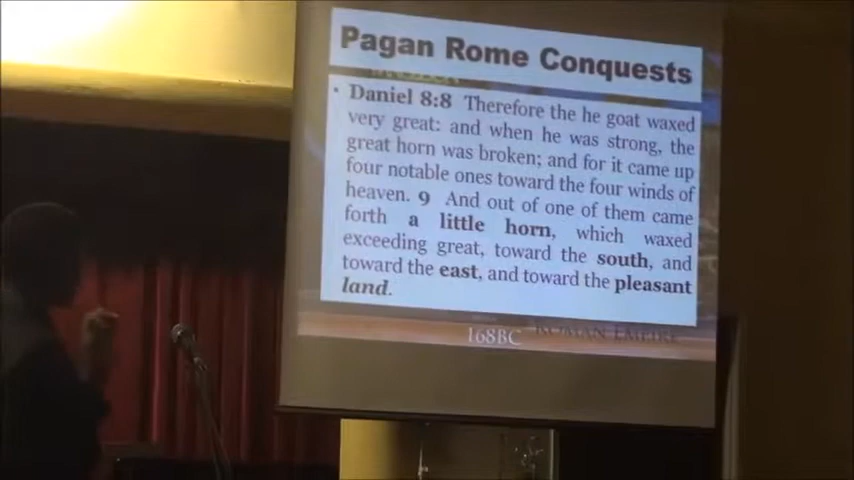 Pagan Rome Conquests
• Daniel 8:8 Therefore the he goat waxed
very great: and when he was strong, the
great horn was broken; and for it came up
four notable ones toward the four winds of
heaven. 9 And out of one of them came
forth a little horn, which waxed
exceeding great, toward the south, and
toward the east, and toward the pleasant
land.
168BC ROMAN EMPIRE